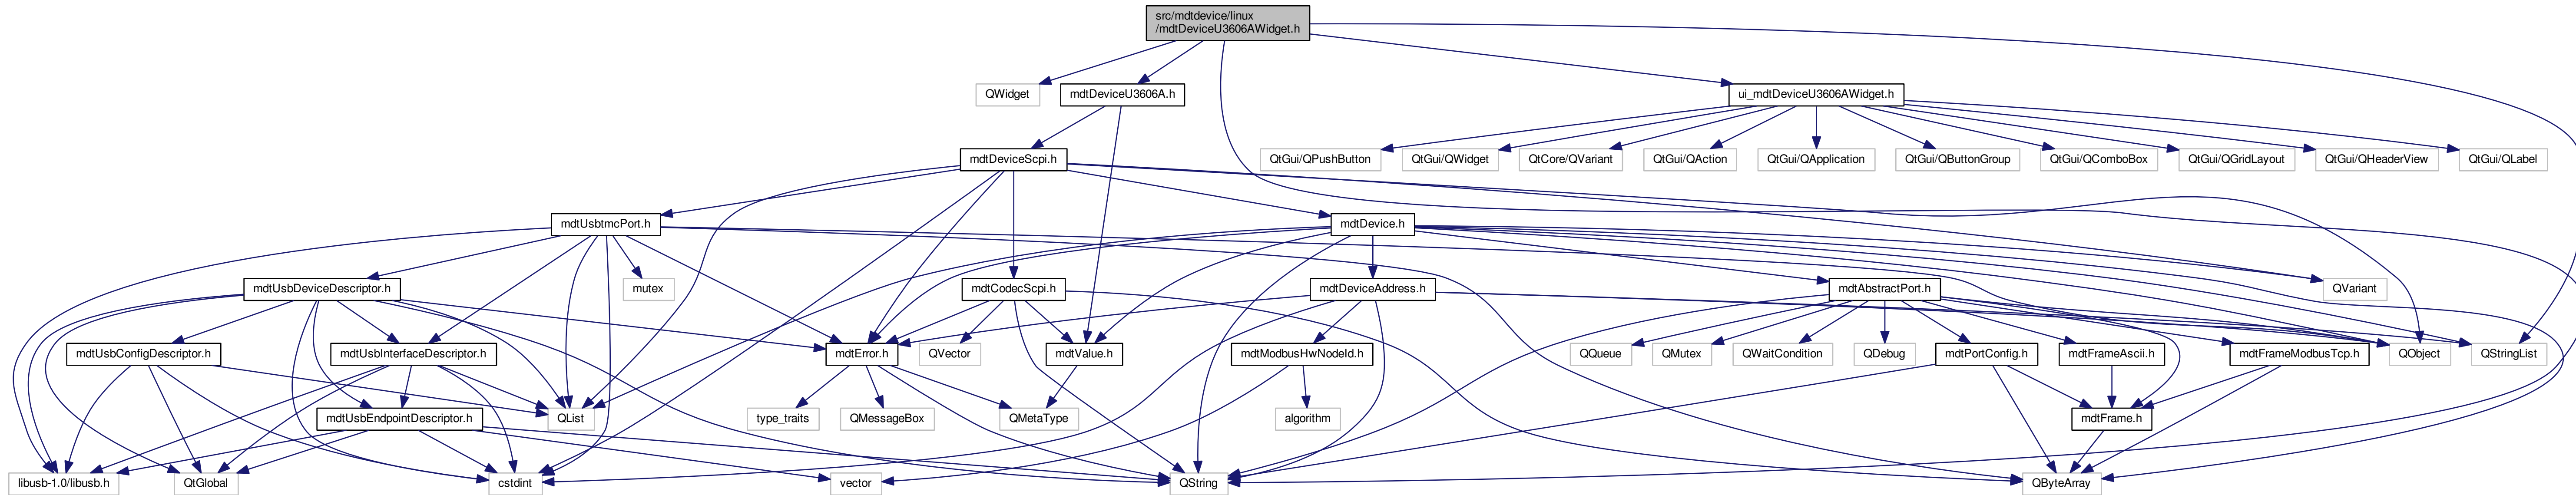 src/mdtdevice/linux
/mdtDeviceU3606AWidget.h
QWidget
mdtDeviceU3606A.h
ui_mdtDeviceU3606AWidget.h
mdtDeviceScpi.h
QtGui/QPushButton
QtGui/QWidget
QtCore/QVariant
QtGui/QAction
QtGui/QApplication
QtGui/QButtonGroup
QtGui/QComboBox
QtGui/QGridLayout
QtGui/QHeaderView
QtGui/QLabel
mdtUsbtmcPort.h
mdtDevice.h
mdtUsbDeviceDescriptor.h
mutex
mdtCodecScpi.h
mdtDeviceAddress.h
mdtAbstractPort.h
QVariant
mdtUsbConfigDescriptor.h
mdtUsbInterfaceDescriptor.h
mdtError.h
QVector
mdtValue.h
mdtModbusHwNodeId.h
QQueue
QMutex
QWaitCondition
QDebug
mdtPortConfig.h
mdtFrameAscii.h
mdtFrameModbusTcp.h
QObject
QStringList
mdtUsbEndpointDescriptor.h
QList
type_traits
QMessageBox
QMetaType
algorithm
mdtFrame.h
libusb-1.0/libusb.h
QtGlobal
cstdint
vector
QString
QByteArray